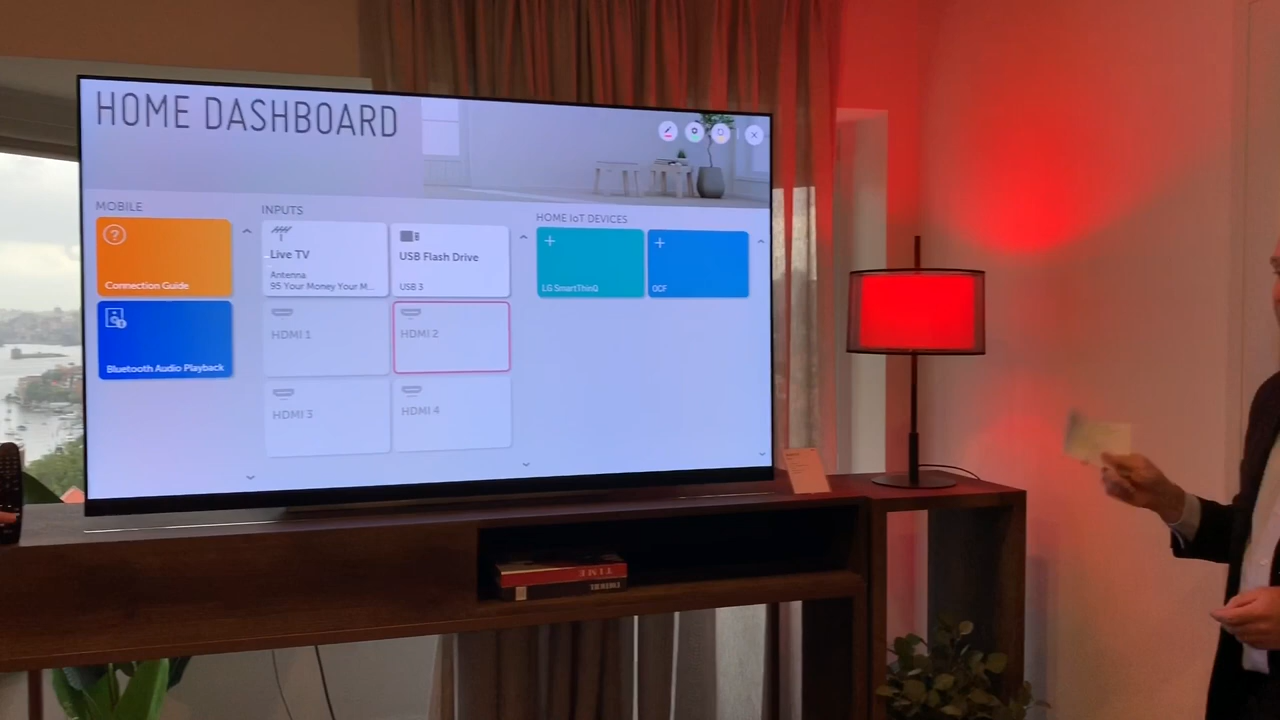 HOME DASHBOARD
MOBILE
Connection Guide
Bluetooth Audio Playback
INPUTS
Live TV
Antenna
95 Your Money Your M...
USB Flash Drive
USB 3
HDMI 1
HDMI 2
HDMI 3
HDMI 4
HOME IoT DEVICES
LG SmartThinQ
OCF
TIME